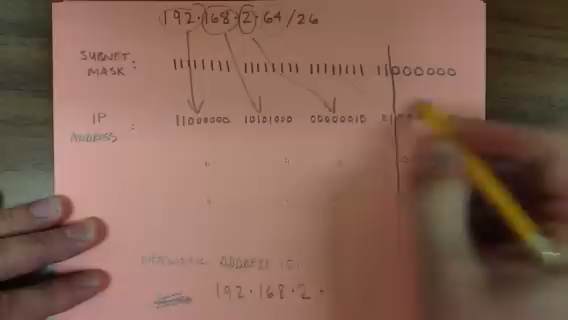 192.168.2.64/26
SUBNET MASK : 11111111 11111111 11111111 11000000
IP ADDRESS : 11000000 10101000 00000010 01
NETWORK ADDRESS
192.168.2.